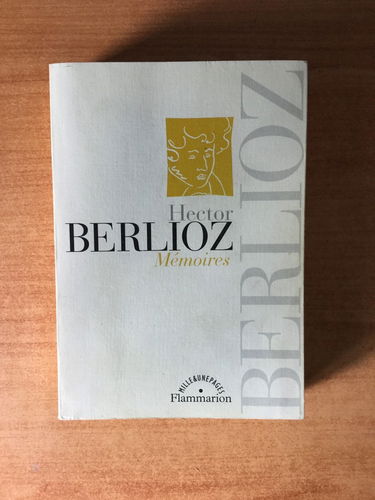 Hector
BERLIOZ
Mémoires
BERLIOZ
MILLE&UNEPAGES
Flammarion